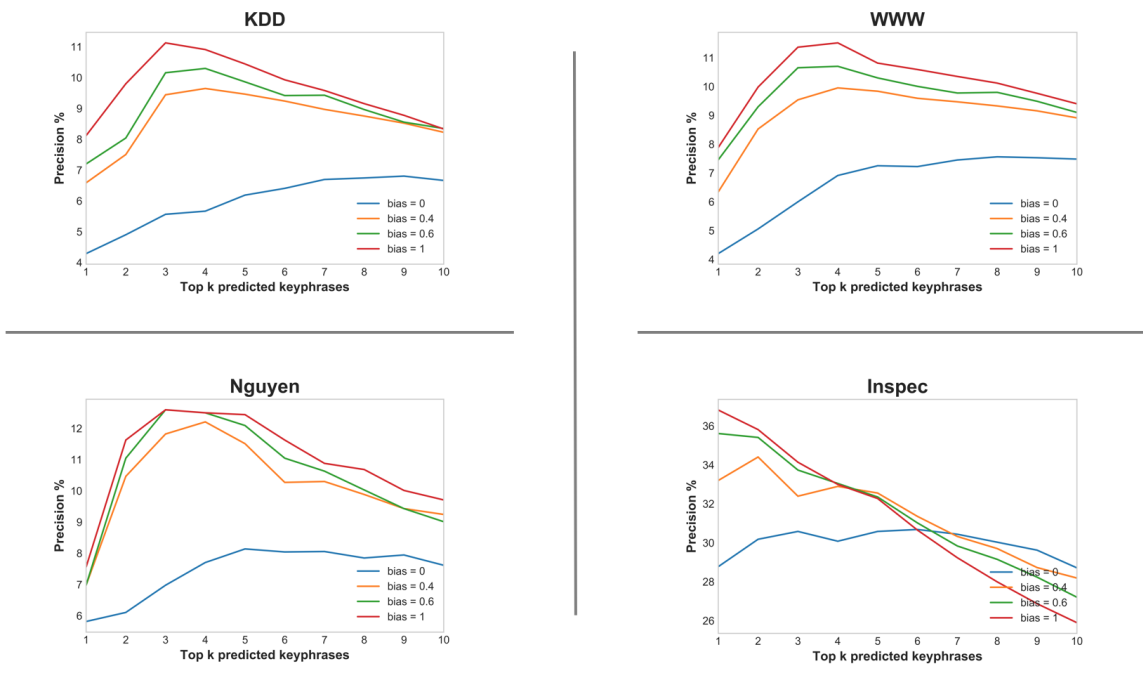 KDD
11
10
9
8
7
6
5
4
Precision %
1 2 3 4 5 6 7 8 9 10
Top k predicted keyphrases
bias = 0
bias = 0.4
bias = 0.6
bias = 1
WWW
11
10
9
8
7
6
5
4
Precision %
1 2 3 4 5 6 7 8 9 10
Top k predicted keyphrases
bias = 0
bias = 0.4
bias = 0.6
bias = 1
Nguyen
12
11
10
9
8
7
6
Precision %
1 2 3 4 5 6 7 8 9 10
Top k predicted keyphrases
bias = 0
bias = 0.4
bias = 0.6
bias = 1
Inspec
36
34
32
30
28
26
Precision %
1 2 3 4 5 6 7 8 9 10
Top k predicted keyphrases
bias = 0
bias = 0.4
bias = 0.6
bias = 1